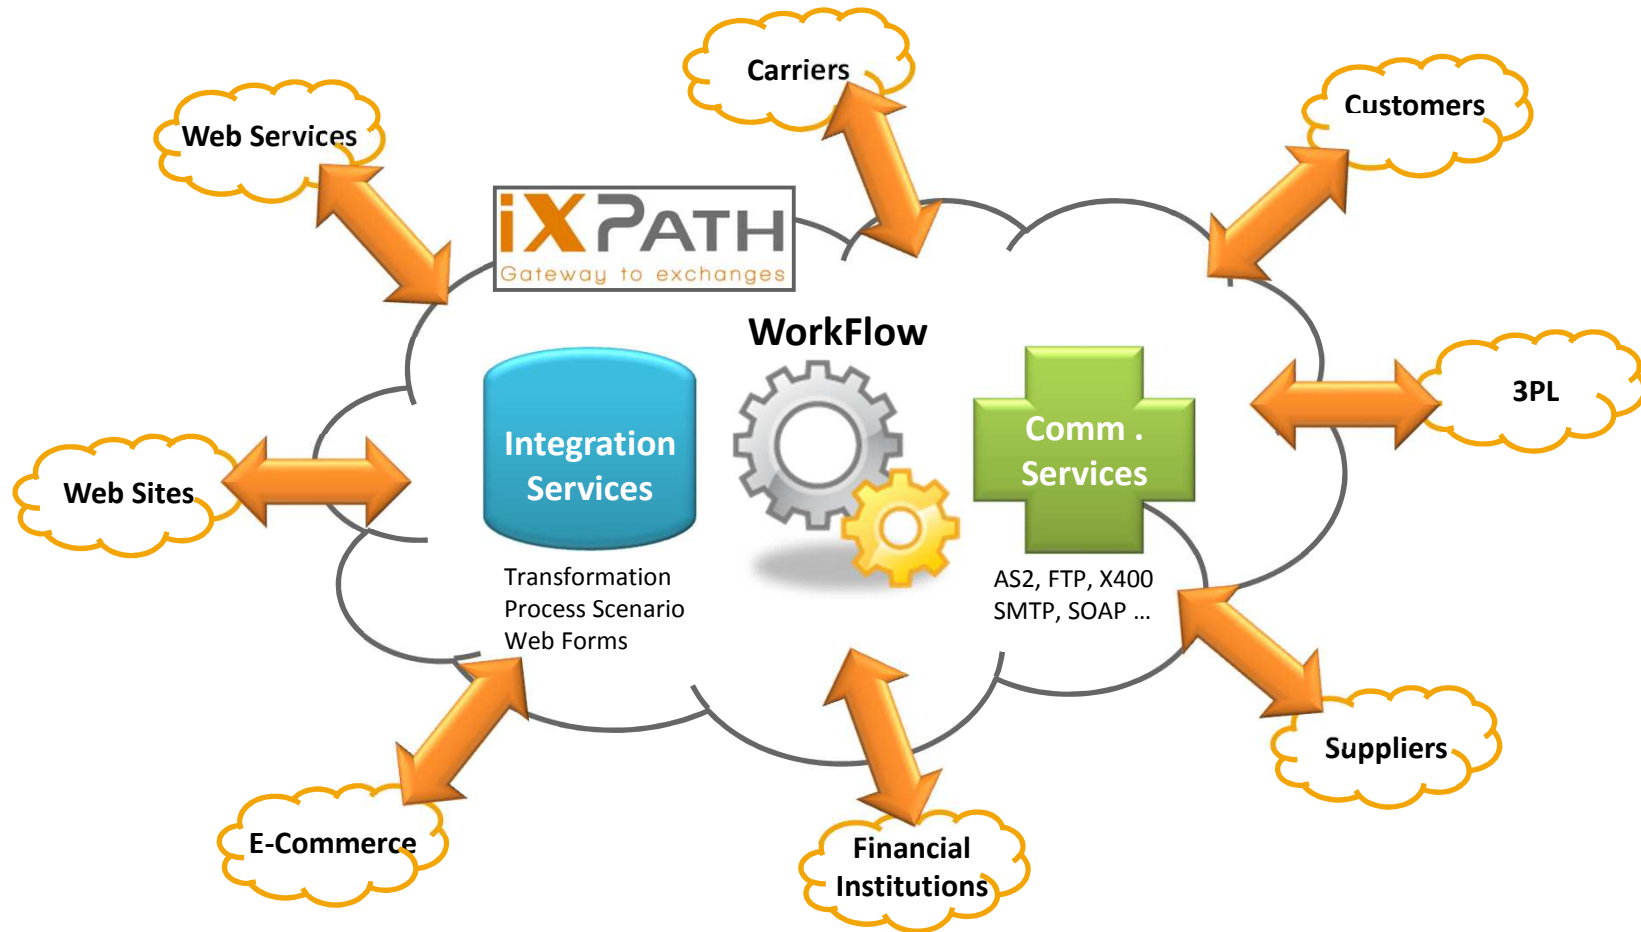 Carriers
Customers
Web Services
iXPATH
Gateway to exchanges
WorkFlow
3PL
Integration
Services
Comm .
Services
Web Sites
Transformation
Process Scenario
Web Forms
AS2, FTP, X400
SMTP, SOAP ...
Suppliers
E-Commerce
Financial
Institutions